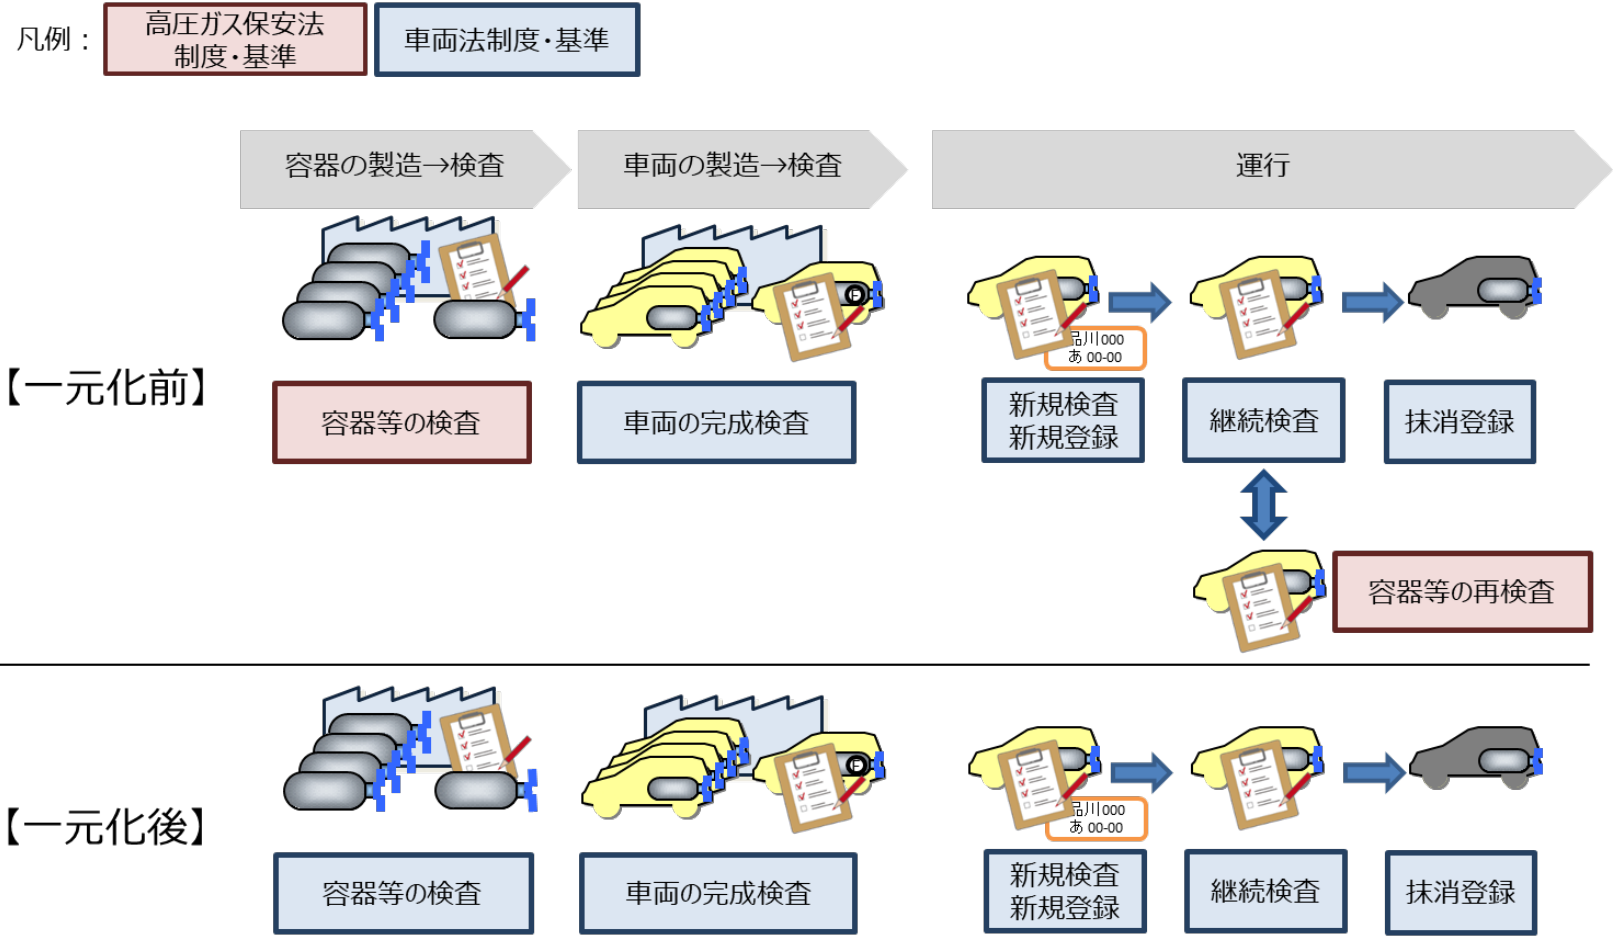 凡例：
高圧ガス保安法
制度・基準
車両法制度・基準
容器の製造→検査
車両の製造→検査
運行
品川000
あ 00-00
【一元化前】
容器等の検査
車両の完成検査
新規検査
新規登録
継続検査
抹消登録
容器等の再検査
品川000
あ 00-00
【一元化後】
容器等の検査
車両の完成検査
新規検査
新規登録
継続検査
抹消登録